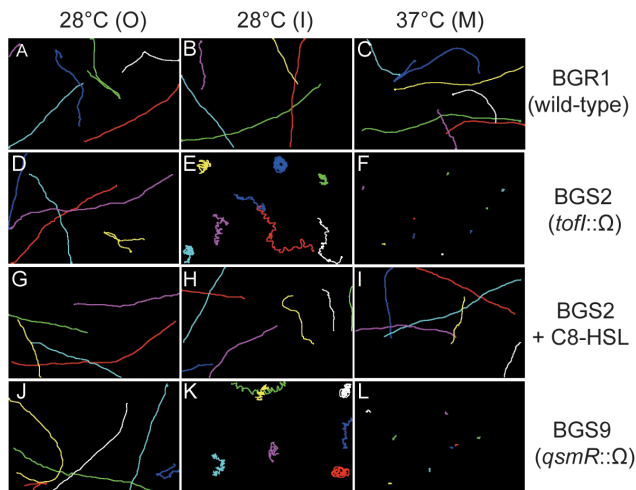 28°C (O) 28°C (I) 37°C (M)
A B C BGR1
(wild-type)
D E F BGS2
(tofI::Ω)
G H I BGS2
+ C8-HSL
J K L BGS9
(qsmR::Ω)